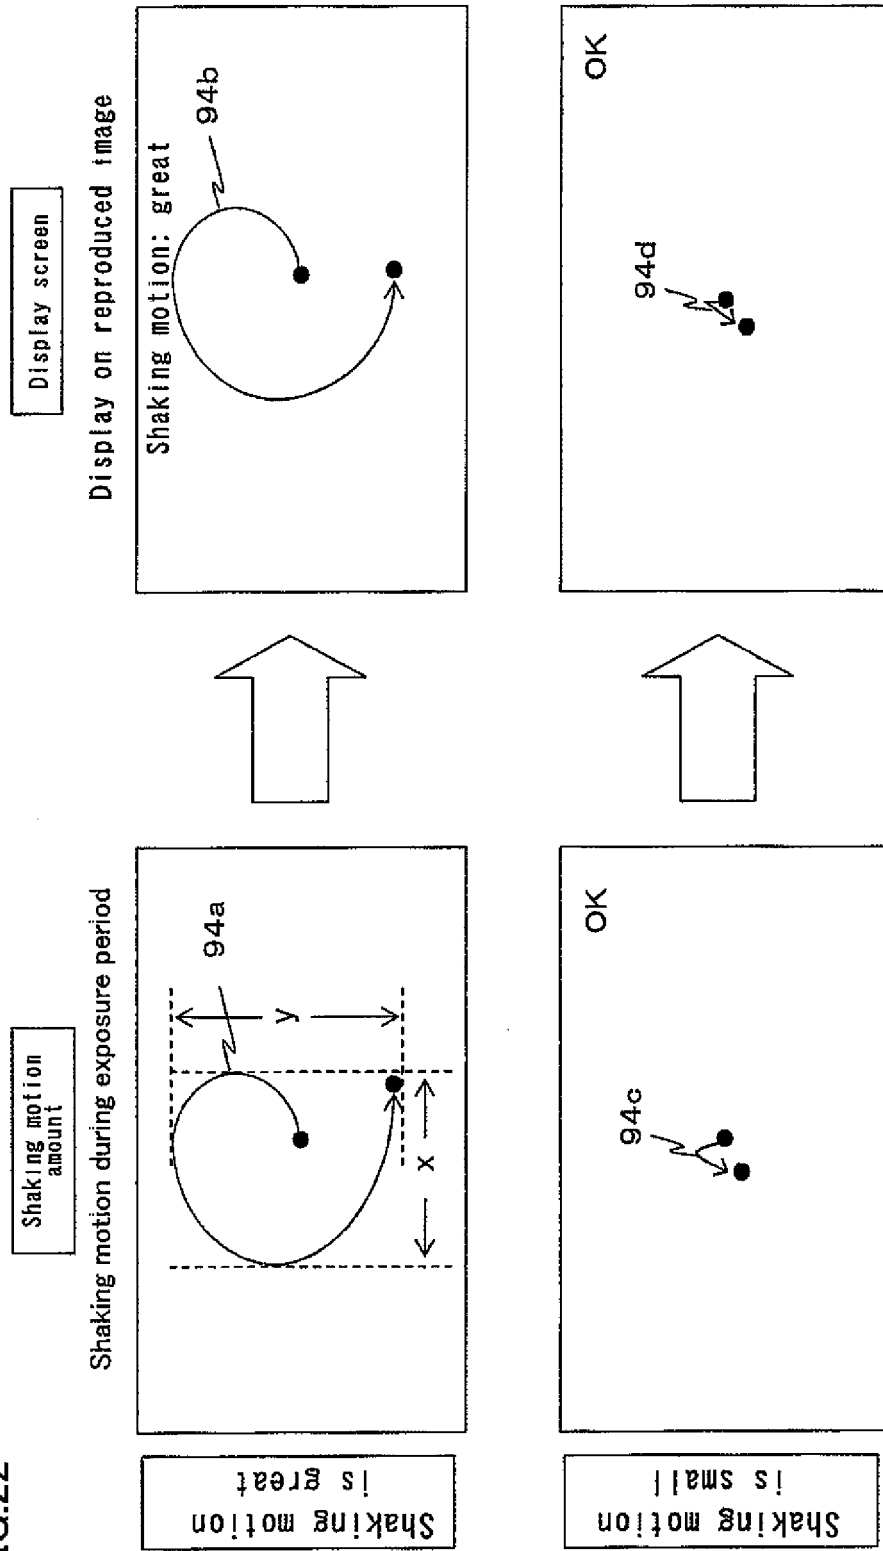 Shaking motion
amount
Shaking motion during exposure period
Display screen
Display on reproduced image
Shaking motion
is great
94a
y
x
Shaking motion: great
94b
Shaking motion
is small
OK
94c
OK
94d